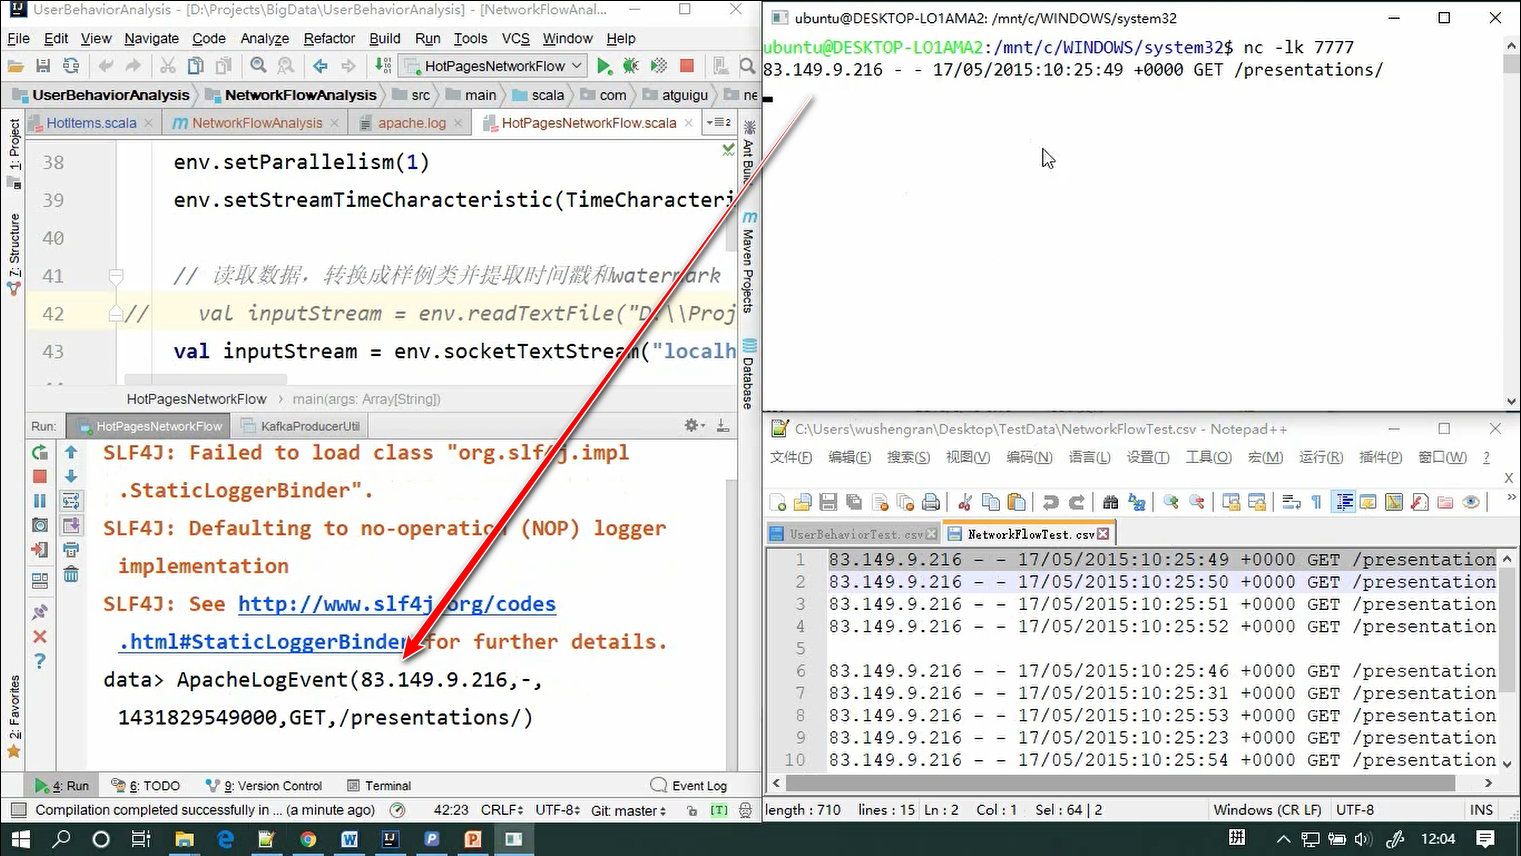 UserBehaviorAnalysis - [D:\Projects\BigData\UserBehaviorAnalysis] - [NetworkFlowAnal...
File Edit View Navigate Code Analyze Refactor Build Run Tools VCS Window Help
HotPagesNetworkFlow
UserBehaviorAnalysis NetworkFlowAnalysis src main scala com atguigu ne
HotItems.scala NetworkFlowAnalysis apache.log HotPagesNetworkFlow.scala
1: Project
7: Structure
2: Favorites
38 env.setParallelism(1)
39 env.setStreamTimeCharacteristic(TimeCharacteri
40
41 // 读取数据，转换成样例类并提取时间戳和watermark
42 // val inputStream = env.readTextFile("D:\\Proj
43 val inputStream = env.socketTextStream("localh
HotPagesNetworkFlow › main(args: Array[String])
Ant Build
Maven Projects
Database
Run: HotPagesNetworkFlow KafkaProducerUtil
SLF4J: Failed to load class "org.slf4j.impl
.StaticLoggerBinder".
SLF4J: Defaulting to no-operation (NOP) logger
implementation
SLF4J: See http://www.slf4j.org/codes
.html#StaticLoggerBinder for further details.
data> ApacheLogEvent(83.149.9.216,-,
1431829549000,GET,/presentations/)
4: Run 6: TODO 9: Version Control Terminal Event Log
Compilation completed successfully in ... (a minute ago) 42:23 CRLF UTF-8 Git: master [T]
ubuntu@DESKTOP-LO1AMA2: /mnt/c/WINDOWS/system32
ubuntu@DESKTOP-LO1AMA2:/mnt/c/WINDOWS/system32$ nc -lk 7777
83.149.9.216 - - 17/05/2015:10:25:49 +0000 GET /presentations/
C:\Users\wushengran\Desktop\TestData\NetworkFlowTest.csv - Notepad++
文件(F) 编辑(E) 搜索(S) 视图(V) 编码(N) 语言(L) 设置(T) 工具(O) 宏(M) 运行(R) 插件(P) 窗口(W) ?
X
UserBehaviorTest.csv NetworkFlowTest.csv
1 83.149.9.216 - - 17/05/2015:10:25:49 +0000 GET /presentation
2 83.149.9.216 - - 17/05/2015:10:25:50 +0000 GET /presentation
3 83.149.9.216 - - 17/05/2015:10:25:51 +0000 GET /presentation
4 83.149.9.216 - - 17/05/2015:10:25:52 +0000 GET /presentation
5
6 83.149.9.216 - - 17/05/2015:10:25:46 +0000 GET /presentation
7 83.149.9.216 - - 17/05/2015:10:25:31 +0000 GET /presentation
8 83.149.9.216 - - 17/05/2015:10:25:53 +0000 GET /presentation
9 83.149.9.216 - - 17/05/2015:10:25:23 +0000 GET /presentation
10 83.149.9.216 - - 17/05/2015:10:25:54 +0000 GET /presentation
length : 710 lines : 15 Ln : 2 Col : 1 Sel : 64 | 2 Windows (CR LF) UTF-8 INS
12:04